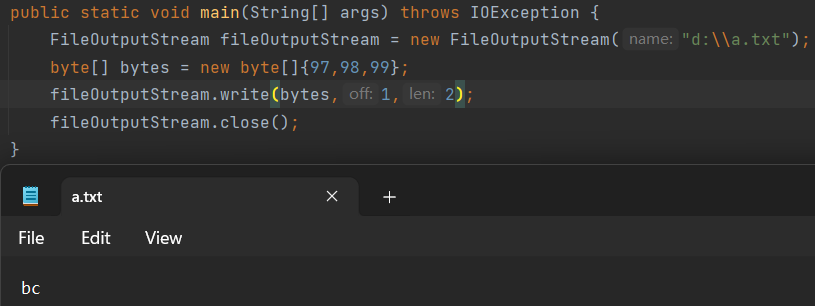 public static void main(String[] args) throws IOException {
    FileOutputStream fileOutputStream = new FileOutputStream( name: "d:\\a.txt");
    byte[] bytes = new byte[]{97,98,99};
    fileOutputStream.write(bytes, off: 1, len: 2);
    fileOutputStream.close();
}
a.txt
File Edit View
bc